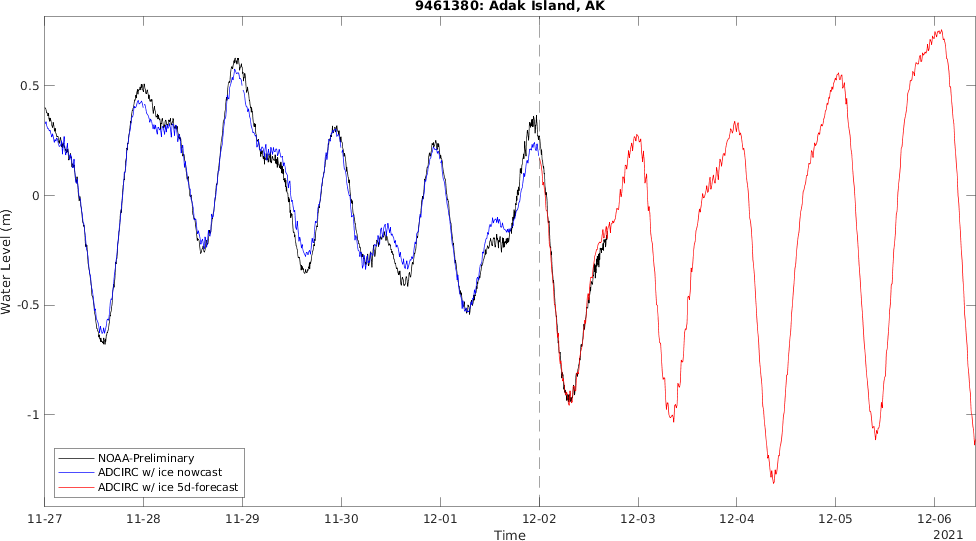 9461380: Adak Island, AK
Water Level (m)
0.5
0
-0.5
-1
NOAA-Preliminary
ADCIRC w/ ice nowcast
ADCIRC w/ ice 5d-forecast
11-27 11-28 11-29 11-30 12-01 12-02 12-03 12-04 12-05 12-06
Time
2021